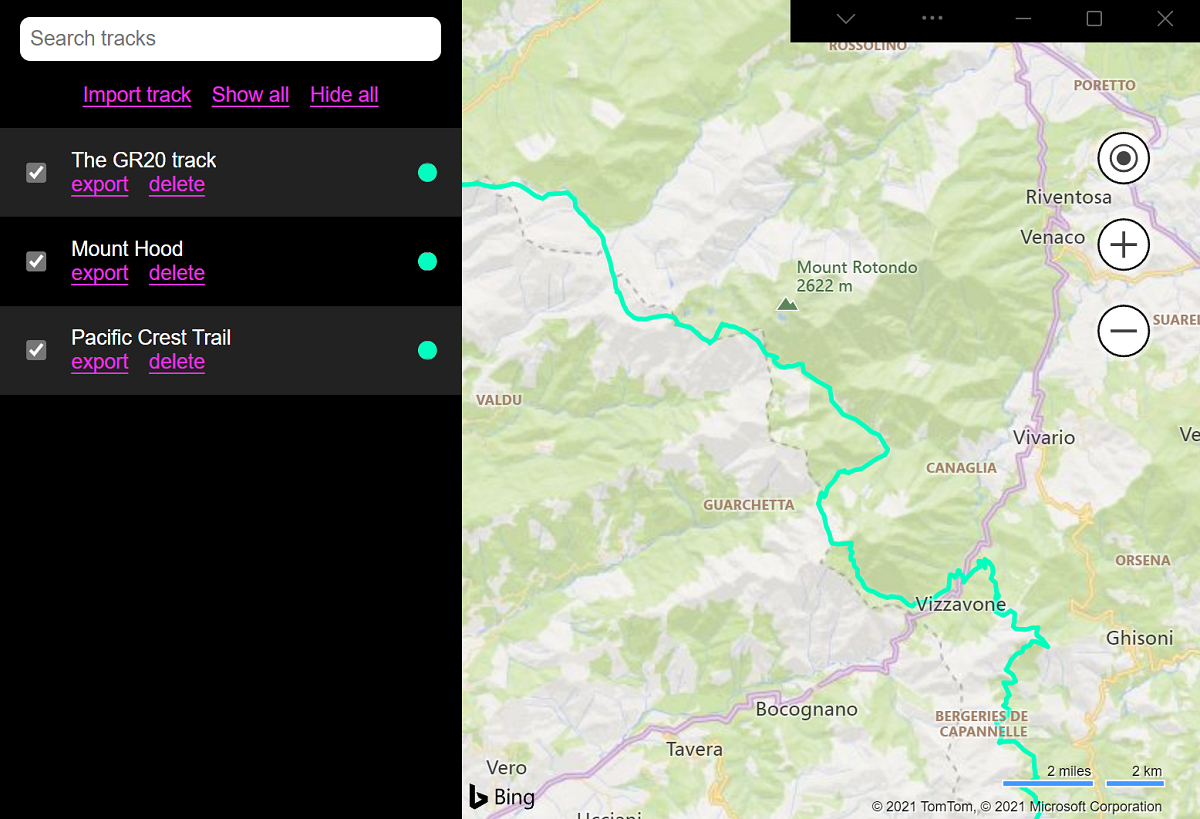 Search tracks
Import track Show all Hide all
The GR20 track
export delete
Mount Hood
export delete
Pacific Crest Trail
export delete
ROSSOLINO
PORETTO
Riventosa
Venaco
Mount Rotondo
2622 m
SUAREL
VALDU
Vivario
Ve
CANAGLIA
GUARCHETTA
ORSENA
Vizzavone
Ghisoni
Bocognano
BERGERIES DE
CAPANNELLE
Tavera
Vero
2 miles 2 km
Bing
© 2021 TomTom, © 2021 Microsoft Corporation